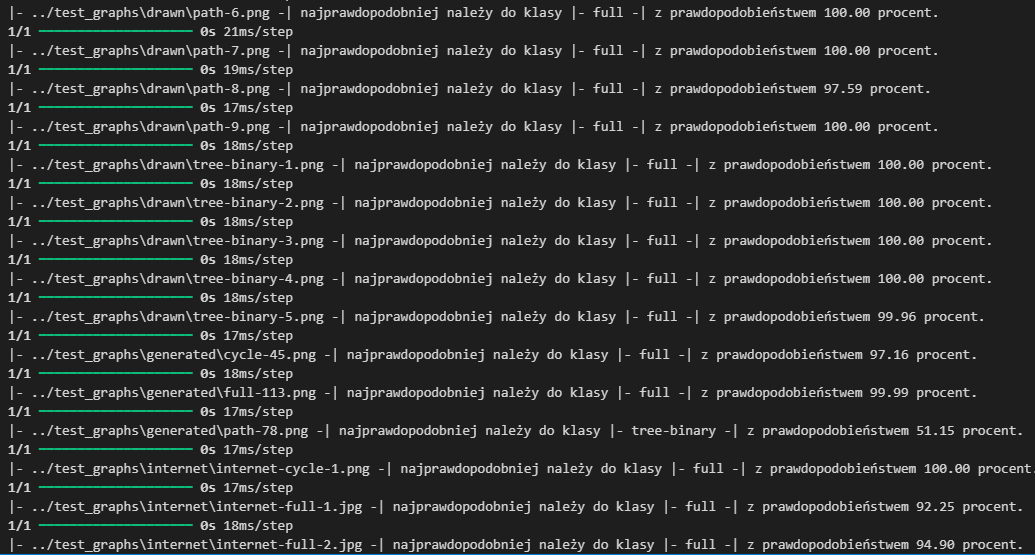 |- ../test_graphs\drawn\path-6.png -| najprawdopodobniej należy do klasy |- full -| z prawdopodobieństwem 100.00 procent.
1/1 ━━━━━━━━━━━━━━━━━━━━ 0s 21ms/step
|- ../test_graphs\drawn\path-7.png -| najprawdopodobniej należy do klasy |- full -| z prawdopodobieństwem 100.00 procent.
1/1 ━━━━━━━━━━━━━━━━━━━━ 0s 19ms/step
|- ../test_graphs\drawn\path-8.png -| najprawdopodobniej należy do klasy |- full -| z prawdopodobieństwem 97.59 procent.
1/1 ━━━━━━━━━━━━━━━━━━━━ 0s 17ms/step
|- ../test_graphs\drawn\path-9.png -| najprawdopodobniej należy do klasy |- full -| z prawdopodobieństwem 100.00 procent.
1/1 ━━━━━━━━━━━━━━━━━━━━ 0s 18ms/step
|- ../test_graphs\drawn\tree-binary-1.png -| najprawdopodobniej należy do klasy |- full -| z prawdopodobieństwem 100.00 procent.
1/1 ━━━━━━━━━━━━━━━━━━━━ 0s 18ms/step
|- ../test_graphs\drawn\tree-binary-2.png -| najprawdopodobniej należy do klasy |- full -| z prawdopodobieństwem 100.00 procent.
1/1 ━━━━━━━━━━━━━━━━━━━━ 0s 18ms/step
|- ../test_graphs\drawn\tree-binary-3.png -| najprawdopodobniej należy do klasy |- full -| z prawdopodobieństwem 100.00 procent.
1/1 ━━━━━━━━━━━━━━━━━━━━ 0s 18ms/step
|- ../test_graphs\drawn\tree-binary-4.png -| najprawdopodobniej należy do klasy |- full -| z prawdopodobieństwem 100.00 procent.
1/1 ━━━━━━━━━━━━━━━━━━━━ 0s 18ms/step
|- ../test_graphs\drawn\tree-binary-5.png -| najprawdopodobniej należy do klasy |- full -| z prawdopodobieństwem 99.96 procent.
1/1 ━━━━━━━━━━━━━━━━━━━━ 0s 17ms/step
|- ../test_graphs\generated\cycle-45.png -| najprawdopodobniej należy do klasy |- full -| z prawdopodobieństwem 97.16 procent.
1/1 ━━━━━━━━━━━━━━━━━━━━ 0s 18ms/step
|- ../test_graphs\generated\full-113.png -| najprawdopodobniej należy do klasy |- full -| z prawdopodobieństwem 99.99 procent.
1/1 ━━━━━━━━━━━━━━━━━━━━ 0s 17ms/step
|- ../test_graphs\generated\path-78.png -| najprawdopodobniej należy do klasy |- tree-binary -| z prawdopodobieństwem 51.15 procent.
1/1 ━━━━━━━━━━━━━━━━━━━━ 0s 17ms/step
|- ../test_graphs\internet\internet-cycle-1.png -| najprawdopodobniej należy do klasy |- full -| z prawdopodobieństwem 100.00 procent.
1/1 ━━━━━━━━━━━━━━━━━━━━ 0s 17ms/step
|- ../test_graphs\internet\internet-full-1.jpg -| najprawdopodobniej należy do klasy |- full -| z prawdopodobieństwem 92.25 procent.
1/1 ━━━━━━━━━━━━━━━━━━━━ 0s 18ms/step
|- ../test_graphs\internet\internet-full-2.jpg -| najprawdopodobniej należy do klasy |- full -| z prawdopodobieństwem 94.90 procent.